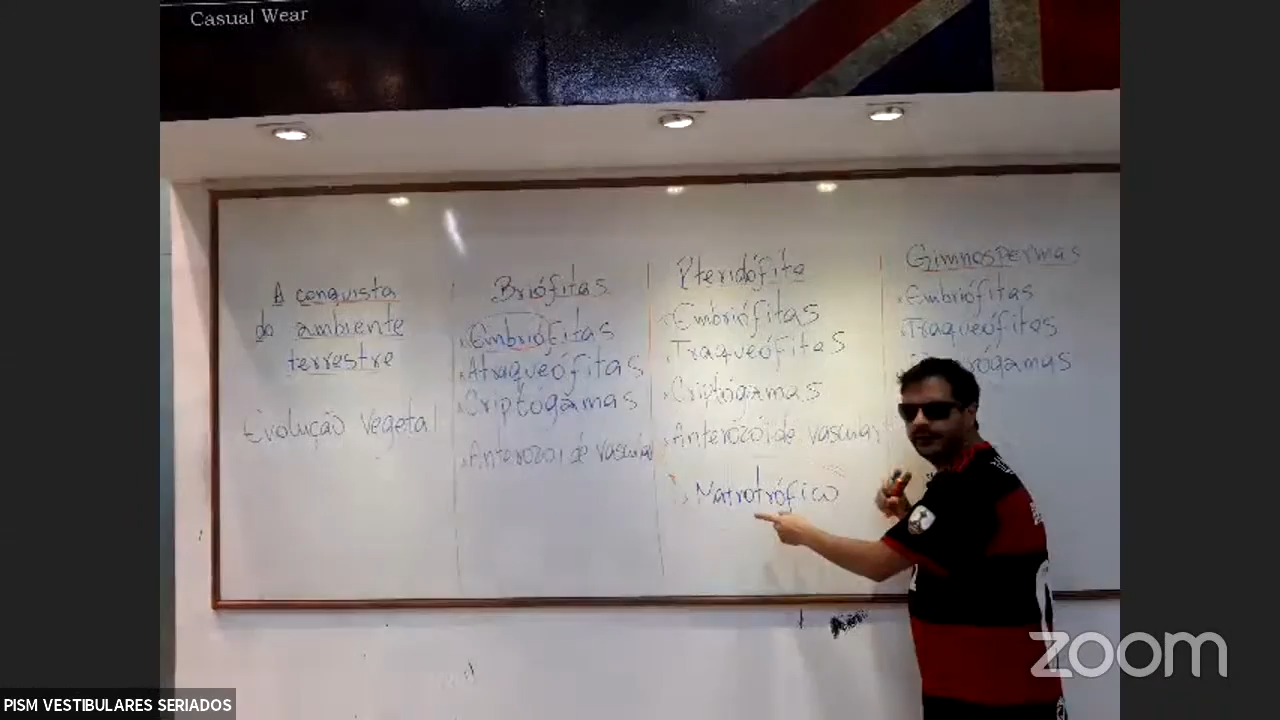 Casual Wear
A conquista
do ambiente
terrestre
Evolução Vegetal
Briófitas
Embriófitas
Atraqueófitas
Criptógamas
Anterozoide vascular
Pteridófita
Embriófitas
Traqueófitas
Criptógamas
Anterozoide vascular
Matrotrófico
Gimnospermas
Embriófitas
Traqueófitas
zoom
PISM VESTIBULARES SERIADOS